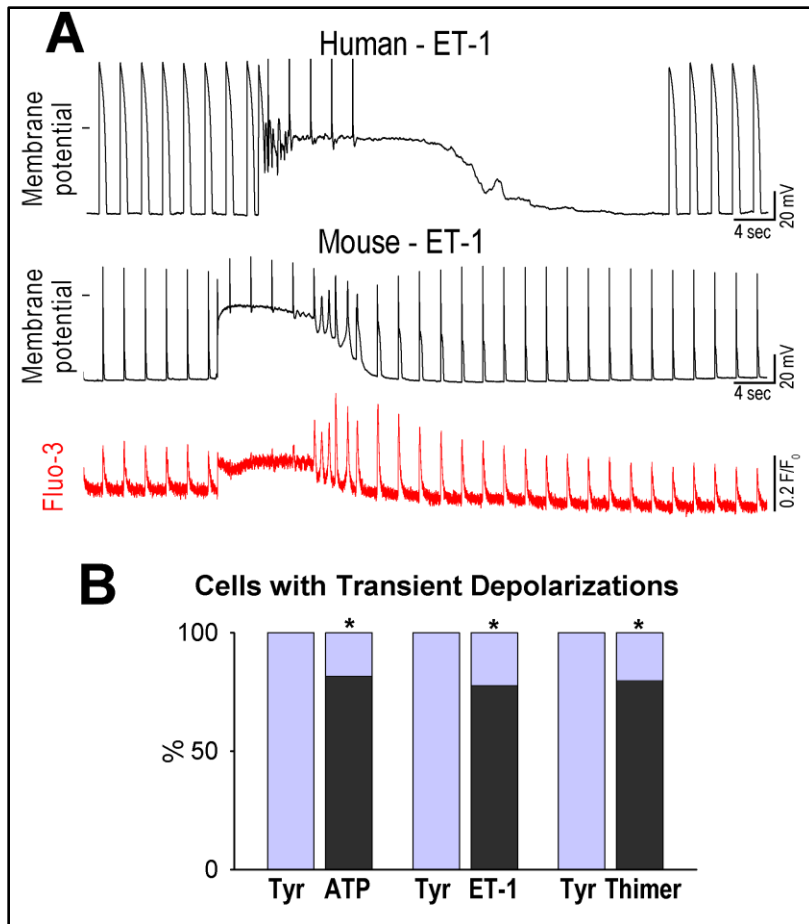 A
Human - ET-1
Membrane
potential
20 mV
4 sec
Mouse - ET-1
Membrane
potential
20 mV
4 sec
Fluo-3
0.2 F/F₀
B
Cells with Transient Depolarizations
* * *
100
50
0
%
Tyr ATP Tyr ET-1 Tyr Thimer